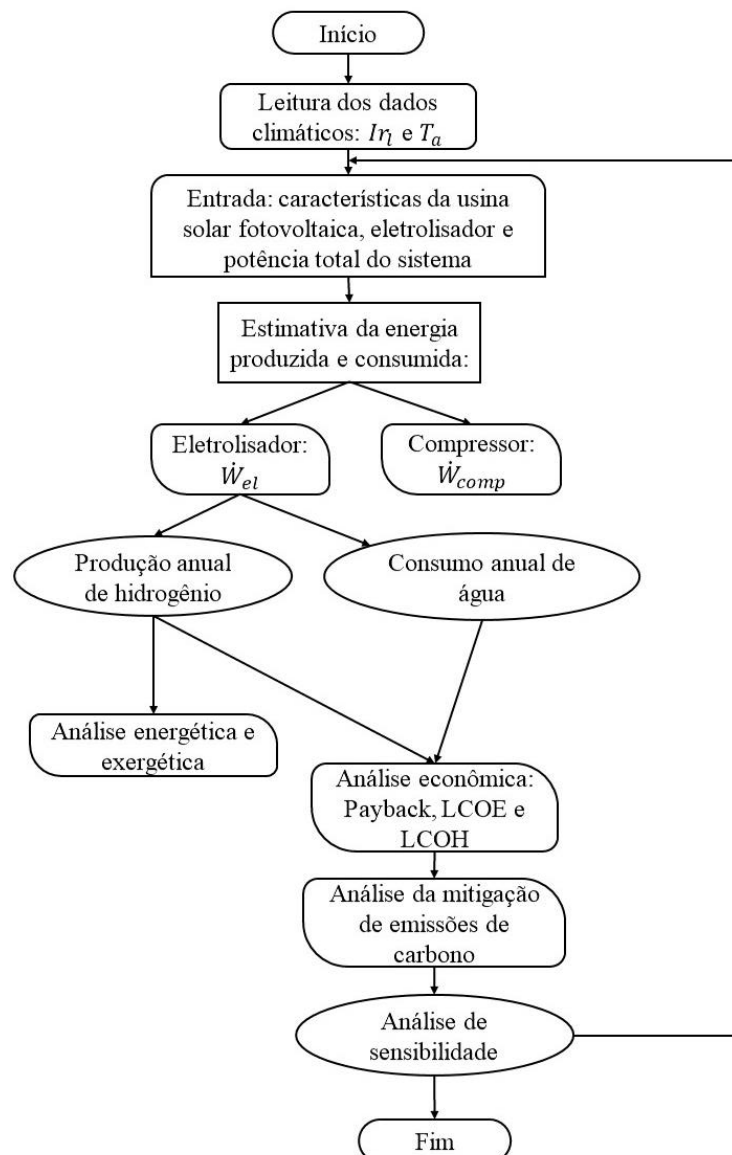 Início
Leitura dos dados
climáticos: Ir_l e T_a
Entrada: características da usina
solar fotovoltaica, eletrolisador e
potência total do sistema
Estimativa da energia
produzida e consumida:
Eletrolisador:
Ẇ_el
Compressor:
Ẇ_comp
Produção anual
de hidrogênio
Consumo anual de
água
Análise energética e
exergética
Análise econômica:
Payback, LCOE e
LCOH
Análise da mitigação
de emissões de
carbono
Análise de
sensibilidade
Fim